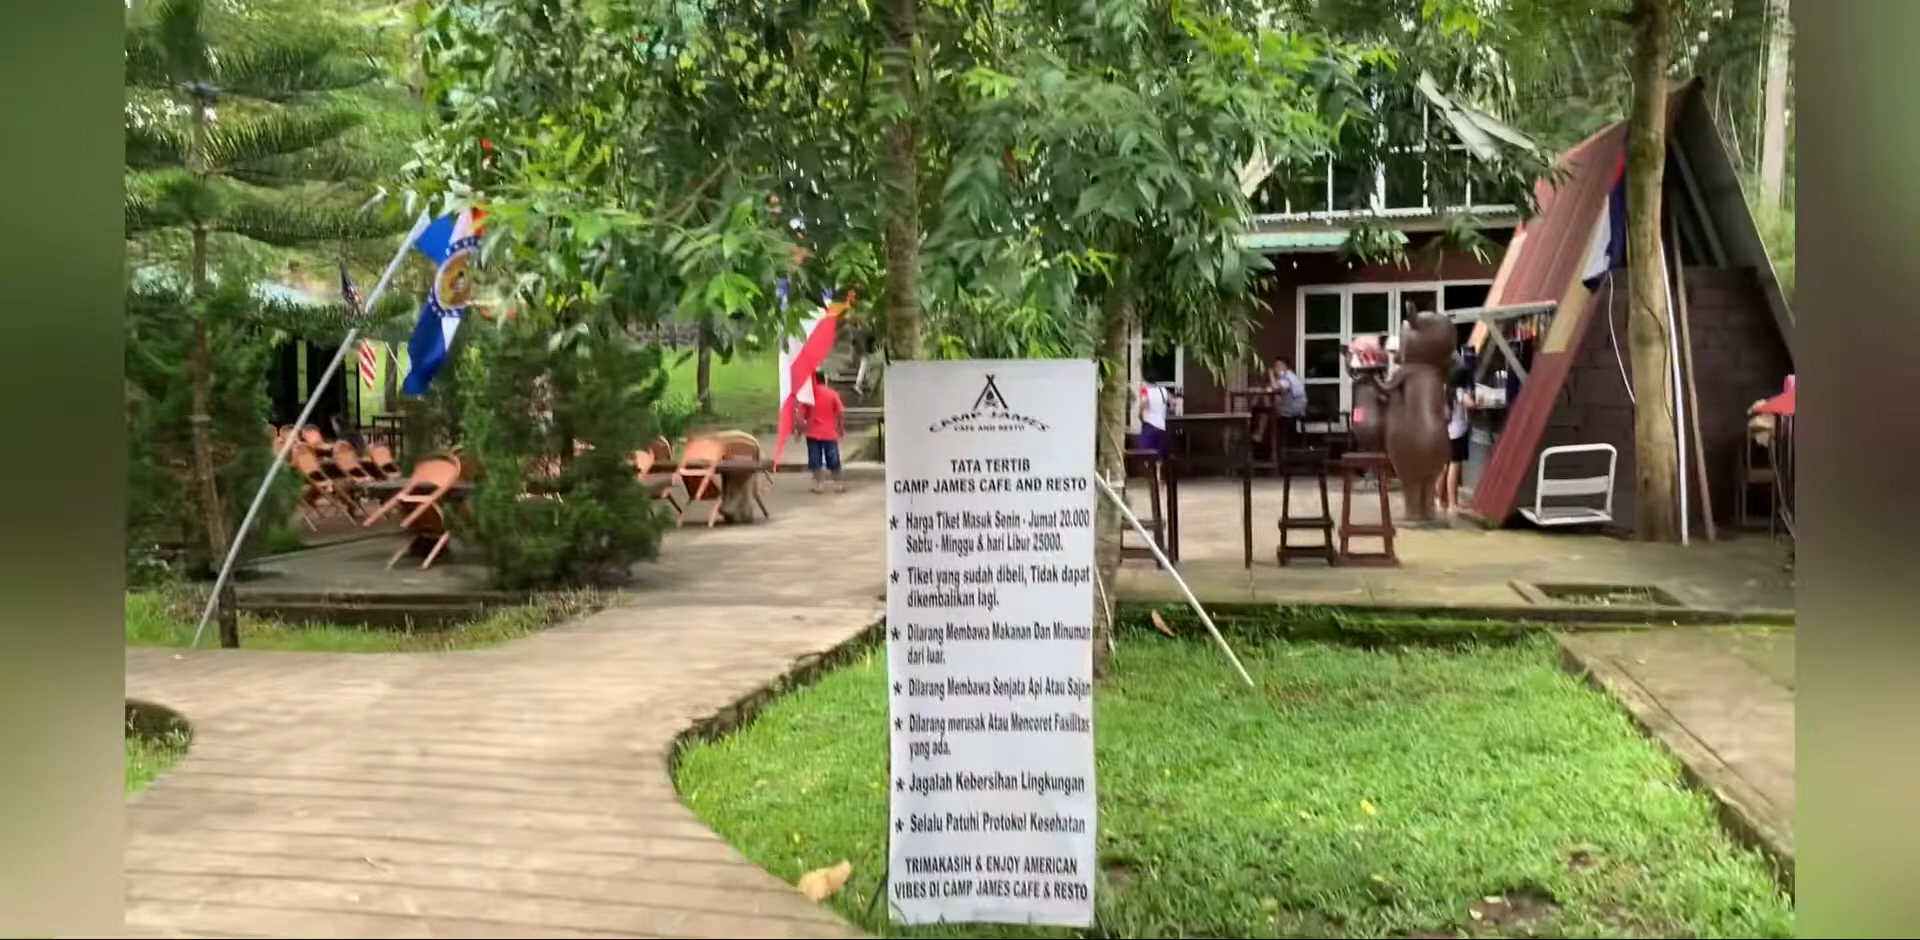 CAMP JAMES
CAFE AND RESTO
TATA TERTIB
CAMP JAMES CAFE AND RESTO
* Harga Tiket Masuk Senin - Jumat 20.000
Sabtu - Minggu & hari Libur 25000.
* Tiket yang sudah dibeli, Tidak dapat
dikembalikan lagi.
* Dilarang Membawa Makanan Dan Minuman
dari luar.
* Dilarang Membawa Senjata Api Atau Sajam
* Dilarang merusak Atau Mencoret Fasilitas
yang ada.
* Jagalah Kebersihan Lingkungan
* Selalu Patuhi Protokol Kesehatan
TRIMAKASIH & ENJOY AMERICAN
VIBES DI CAMP JAMES CAFE & RESTO